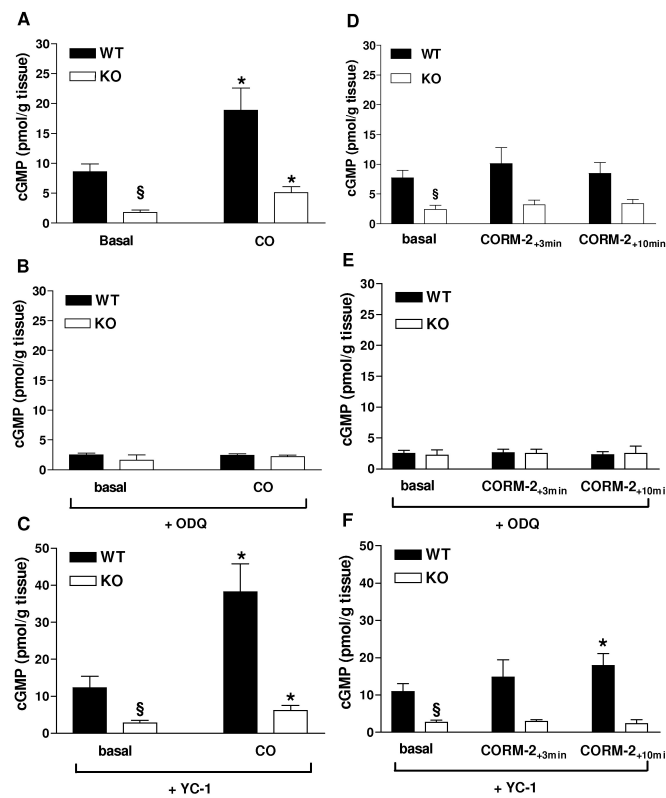 A
cGMP (pmol/g tissue)
30
25
20
15
10
5
0
WT
KO
§
*
*
Basal CO
B
cGMP (pmol/g tissue)
30
25
20
15
10
5
0
WT
KO
basal CO
+ ODQ
C
cGMP (pmol/g tissue)
50
40
30
20
10
0
WT
KO
§
*
*
basal CO
+ YC-1
D
cGMP (pmol/g tissue)
30
25
20
15
10
5
0
WT
KO
§
basal CORM-2+3min CORM-2+10min
E
cGMP (pmol/g tissue)
30
25
20
15
10
5
0
WT
KO
basal CORM-2+3min CORM-2+10mi
+ ODQ
F
cGMP (pmol/g tissue)
50
40
30
20
10
0
WT
KO
§
*
basal CORM-2+3min CORM-2+10mi
+ YC-1